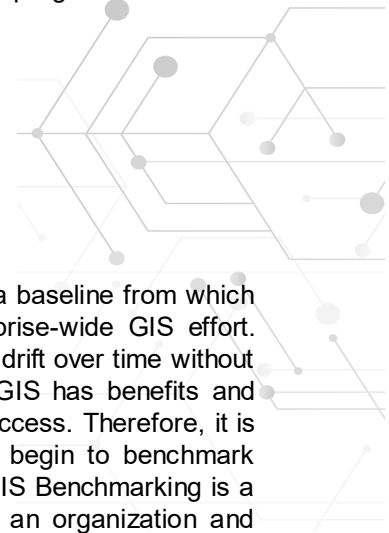 a baseline from which
prise-wide GIS effort.
drift over time without
GIS has benefits and
ccess. Therefore, it is
begin to benchmark
IS Benchmarking is a
an organization and